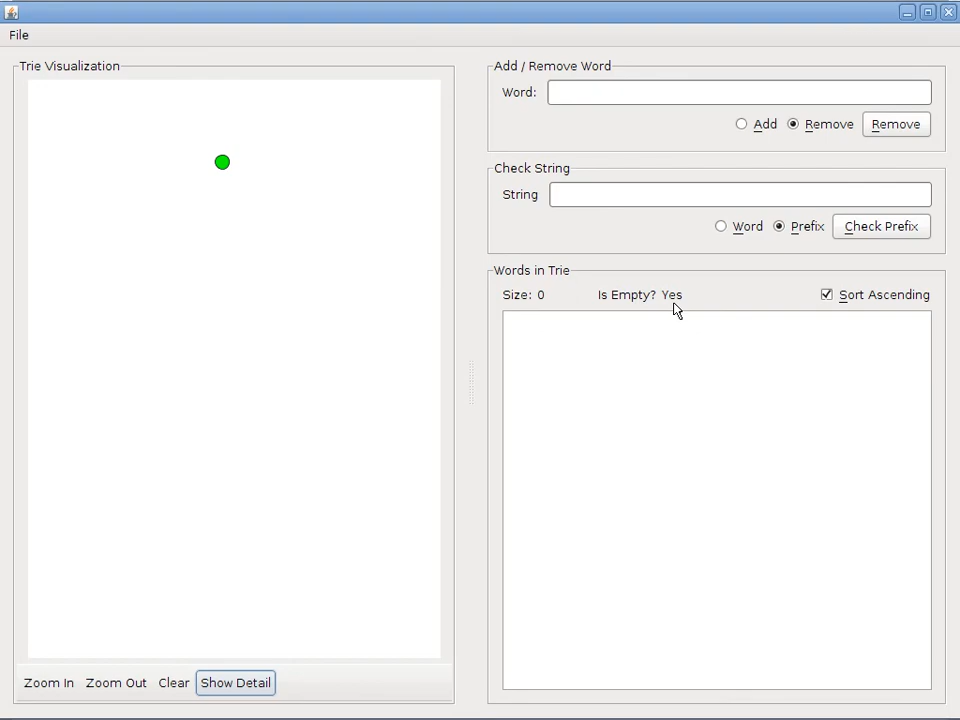 File
Trie Visualization
Zoom In Zoom Out Clear Show Detail
Add / Remove Word
Word:
Add Remove Remove
Check String
String
Word Prefix Check Prefix
Words in Trie
Size: 0 Is Empty? Yes Sort Ascending